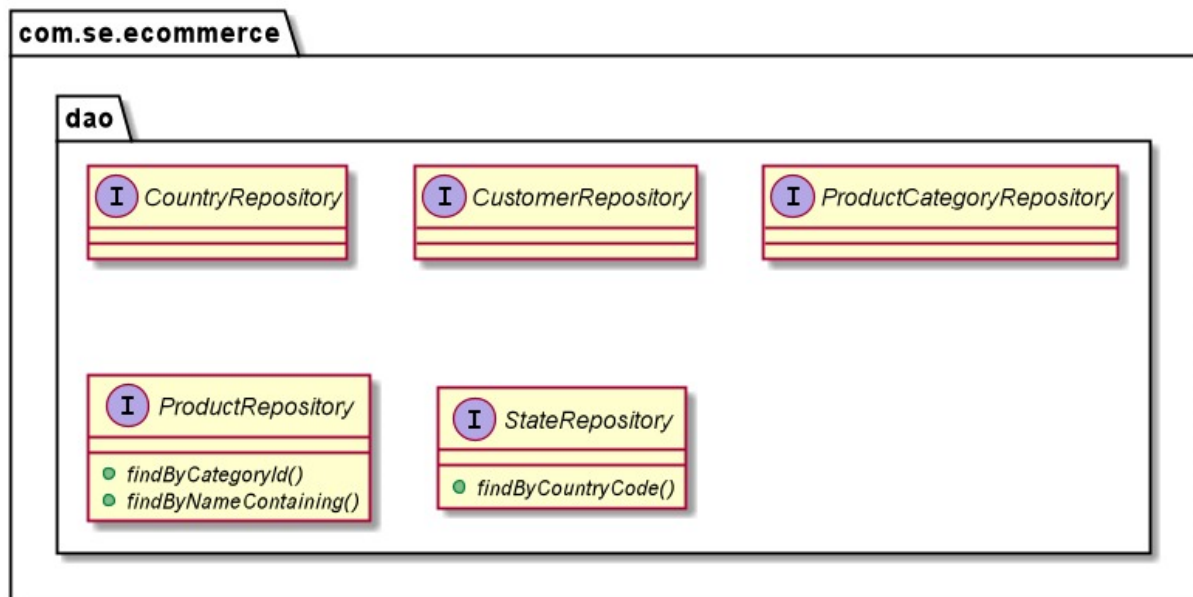 com.se.ecommerce
dao
I CountryRepository
I CustomerRepository
I ProductCategoryRepository
I ProductRepository
findByCategoryId()
findByNameContaining()
I StateRepository
findByCountryCode()